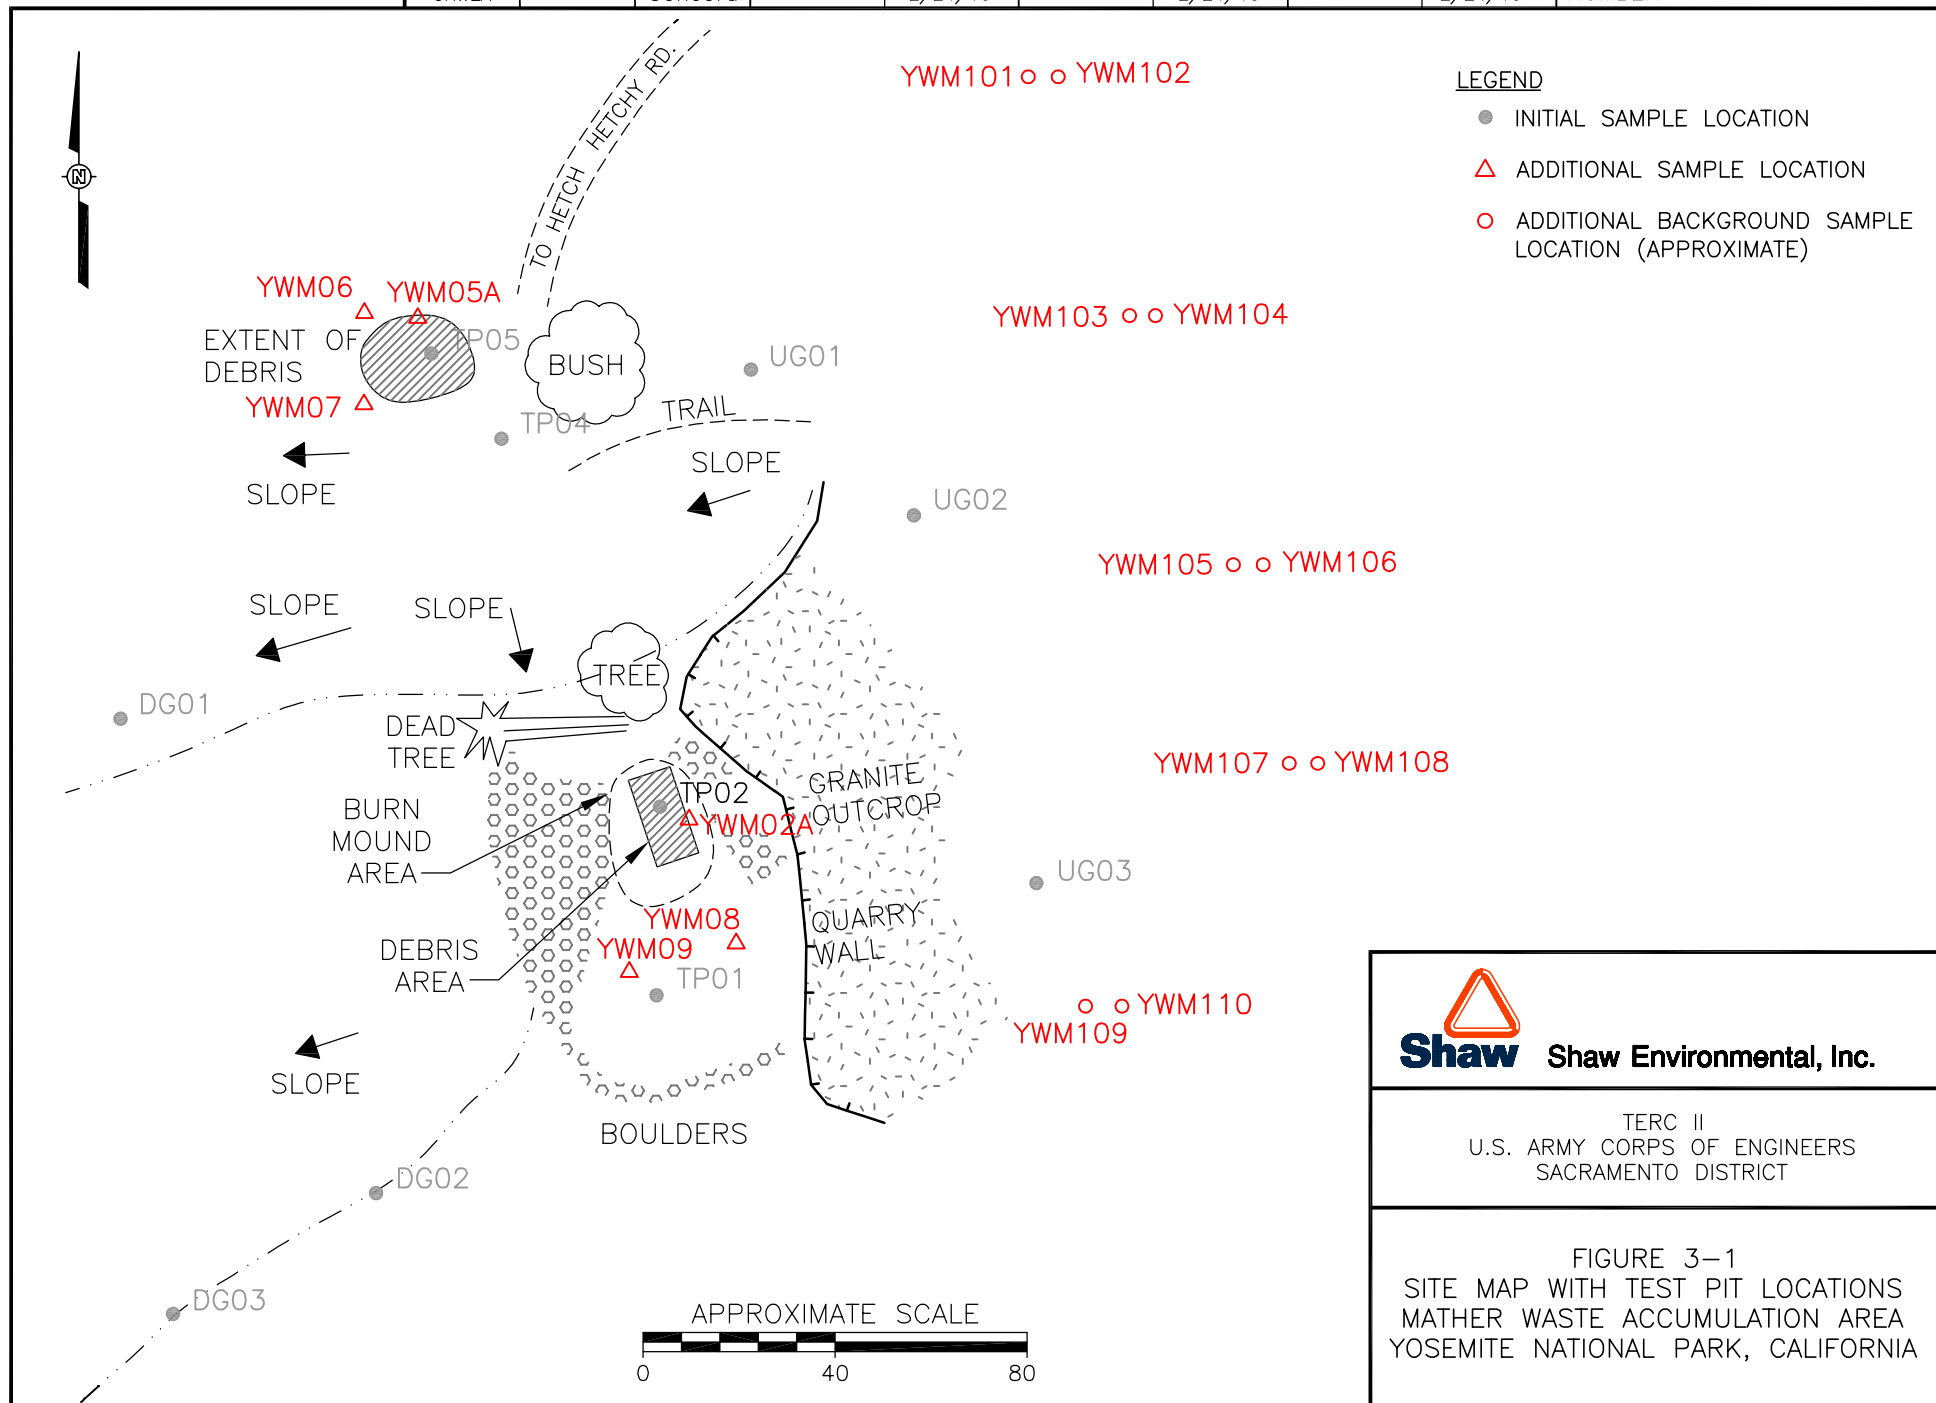 TO HETCH HETCHY RD.
YWM101
YWM102
LEGEND
INITIAL SAMPLE LOCATION
ADDITIONAL SAMPLE LOCATION
ADDITIONAL BACKGROUND SAMPLE
LOCATION (APPROXIMATE)
N
YWM06
YWM05A
EXTENT OF
DEBRIS
TP05
BUSH
UG01
YWM103
YWM104
YWM07
TP04
TRAIL
SLOPE
SLOPE
UG02
YWM105
YWM106
SLOPE
SLOPE
TREE
DG01
DEAD
TREE
YWM107
YWM108
BURN
MOUND
AREA
TP02
YWM02A
GRANITE
OUTCROP
UG03
YWM08
YWM09
QUARRY
WALL
DEBRIS
AREA
TP01
YWM110
YWM109
SLOPE
BOULDERS
DG02
DG03
APPROXIMATE SCALE
0 40 80
Shaw
Shaw Environmental, Inc.
TERC II
U.S. ARMY CORPS OF ENGINEERS
SACRAMENTO DISTRICT
FIGURE 3-1
SITE MAP WITH TEST PIT LOCATIONS
MATHER WASTE ACCUMULATION AREA
YOSEMITE NATIONAL PARK, CALIFORNIA